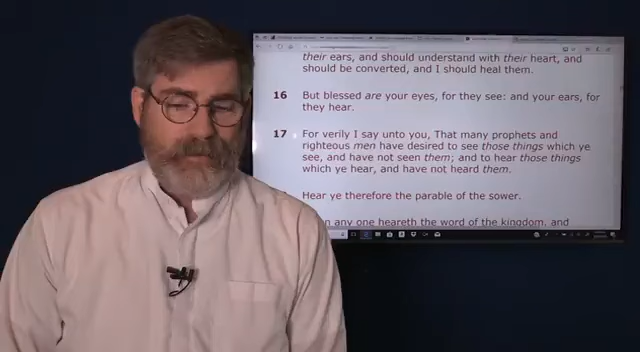 their ears, and should understand with their heart, and
should be converted, and I should heal them.
16 But blessed are your eyes, for they see: and your ears, for
they hear.
17 For verily I say unto you, That many prophets and
righteous men have desired to see those things which ye
see, and have not seen them; and to hear those things
which ye hear, and have not heard them.
Hear ye therefore the parable of the sower.
any one heareth the word of the kingdom, and